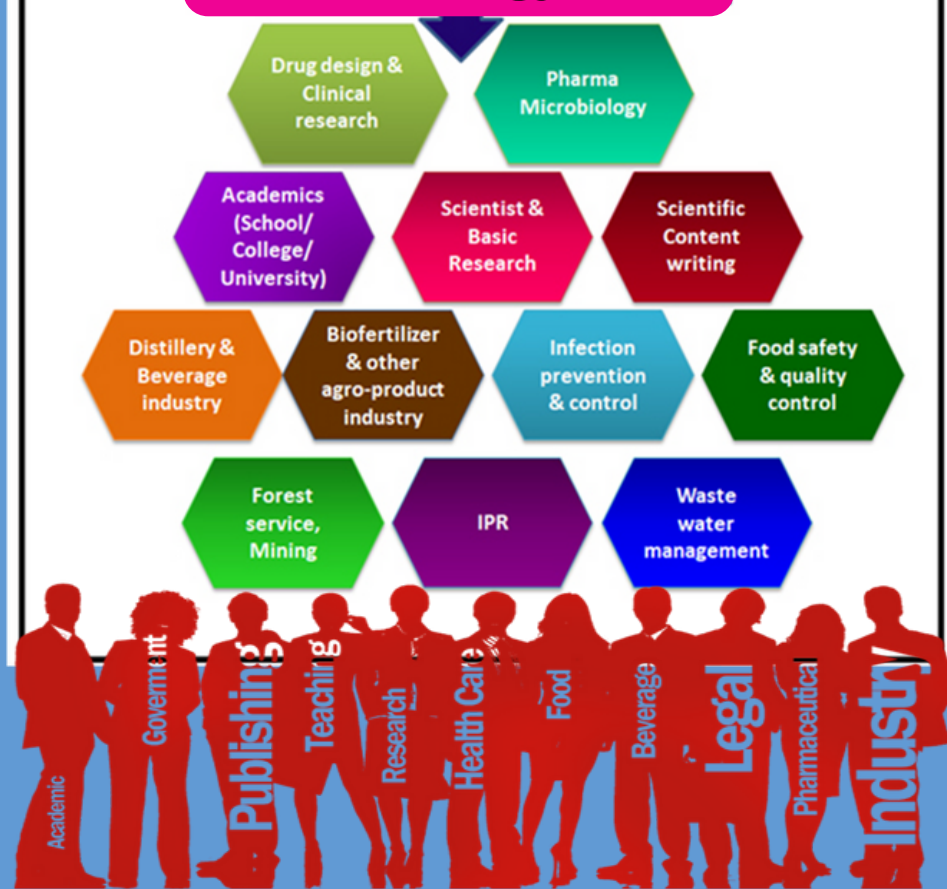 Drug design &
Clinical
research
Pharma
Microbiology
Academics
(School/
College/
University)
Scientist &
Basic
Research
Scientific
Content
writing
Distillery &
Beverage
industry
Biofertilizer
& other
agro-product
industry
Infection
prevention
& control
Food safety
& quality
control
Forest
service,
Mining
IPR
Waste
water
management
Academic
Goverment
Publishing
Teaching
Research
Health Care
Food
Beverage
Legal
Pharmaceutical
Industry